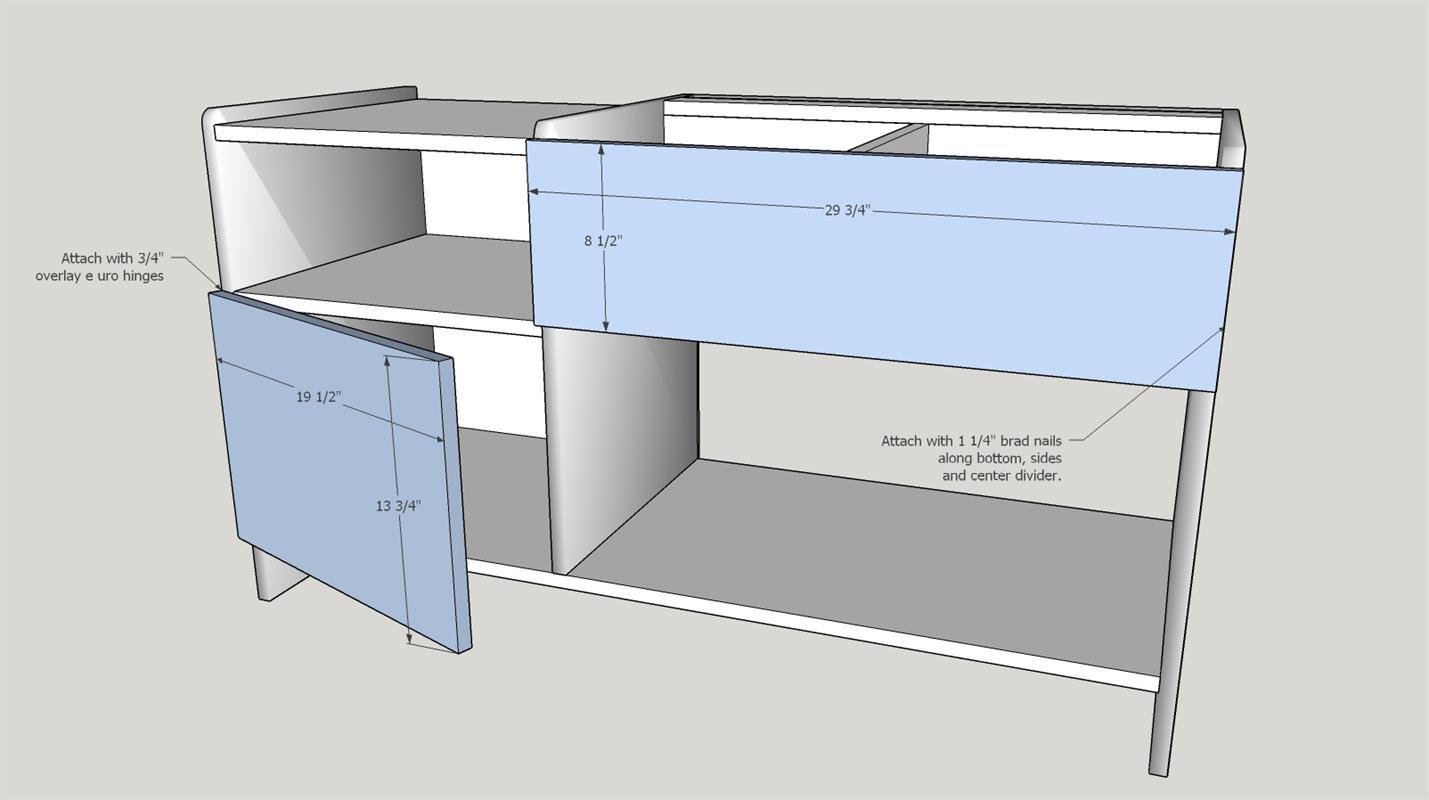 29 3/4"
8 1/2"
Attach with 3/4"
overlay e uro hinges
19 1/2"
Attach with 1 1/4" brad nails
along bottom, sides
and center divider.
13 3/4"